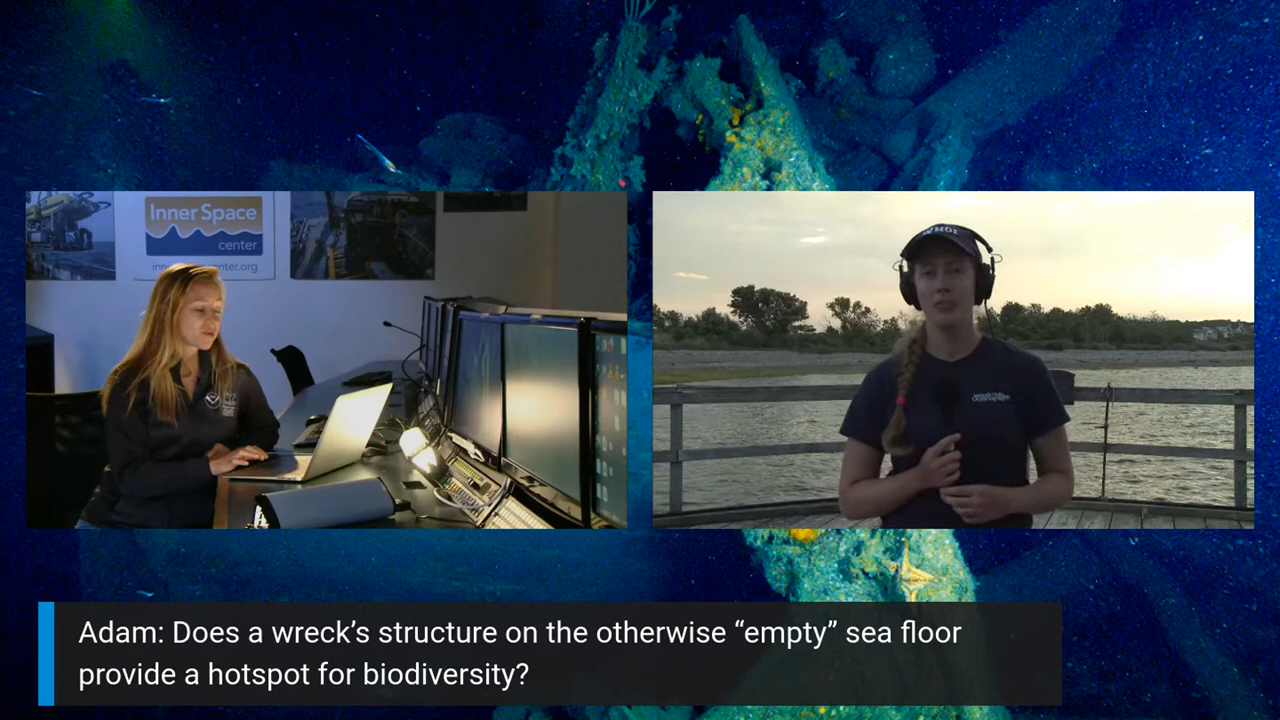 Inner Space
center
WHOI
Adam: Does a wreck’s structure on the otherwise “empty” sea floor
provide a hotspot for biodiversity?